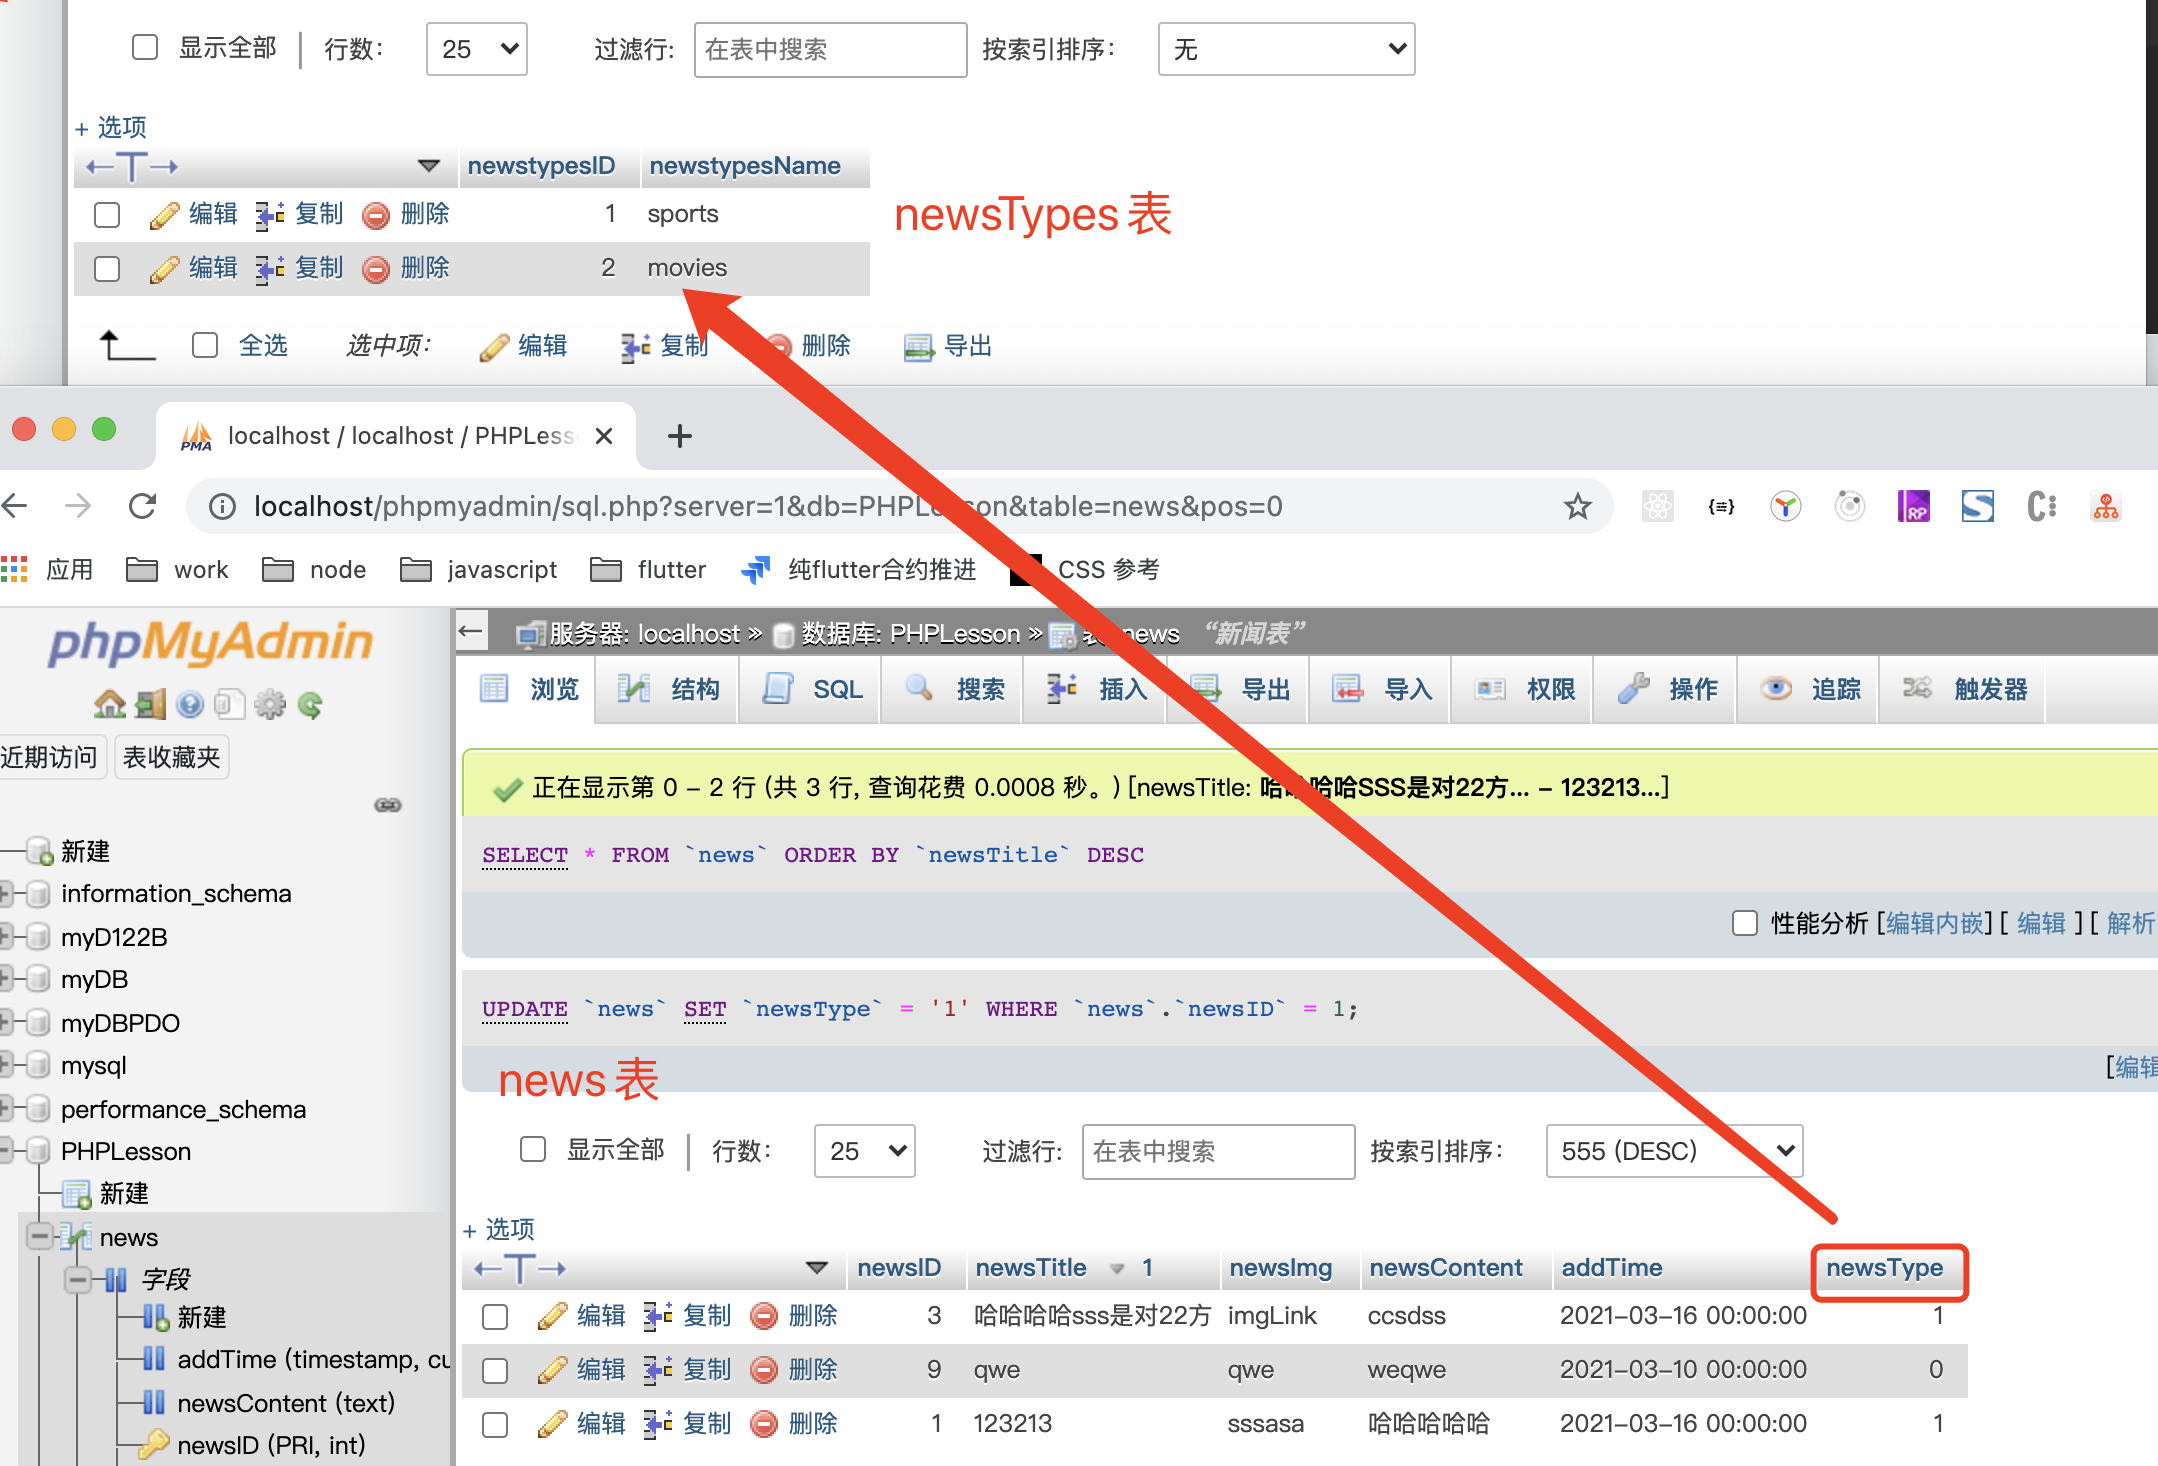 显示全部 行数: 25 过滤行: 在表中搜索 按索引排序: 无
+ 选项
←T→ newstypesID newstypesName
编辑 复制 删除 1 sports
newsTypes表
编辑 复制 删除 2 movies
全选 选中项: 编辑 复制 删除 导出
PMA localhost / localhost / PHPLess
localhost/phpmyadmin/sql.php?server=1&db=PHPL on&table=news&pos=0
应用 work node javascript flutter 纯flutter合约推进 CSS 参考
phpMyAdmin
近期访问 表收藏夹
新建
information_schema
myD122B
myDB
myDBPDO
mysql
performance_schema
PHPLesson
新建
news
字段
新建
addTime (timestamp, cu
newsContent (text)
newsID (PRI, int)
服务器: localhost » 数据库: PHPLesson » 表 news “新闻表”
浏览 结构 SQL 搜索 插入 导出 导入 权限 操作 追踪 触发器
正在显示第 0 - 2 行 (共 3 行, 查询花费 0.0008 秒。) [newsTitle: 哈哈哈哈SSS是对22方... - 123213...]
SELECT * FROM `news` ORDER BY `newsTitle` DESC
性能分析 [编辑内嵌] [ 编辑 ] [ 解析
UPDATE `news` SET `newsType` = '1' WHERE `news`.`newsID` = 1;
[编辑
news表
显示全部 行数: 25 过滤行: 在表中搜索 按索引排序: 555 (DESC)
+ 选项
←T→ newsID newsTitle 1 newsImg newsContent addTime newsType
编辑 复制 删除 3 哈哈哈哈sss是对22方 imgLink ccsdss 2021-03-16 00:00:00 1
编辑 复制 删除 9 qwe qwe weqwe 2021-03-10 00:00:00 0
编辑 复制 删除 1 123213 sssasa 哈哈哈哈哈 2021-03-16 00:00:00 1